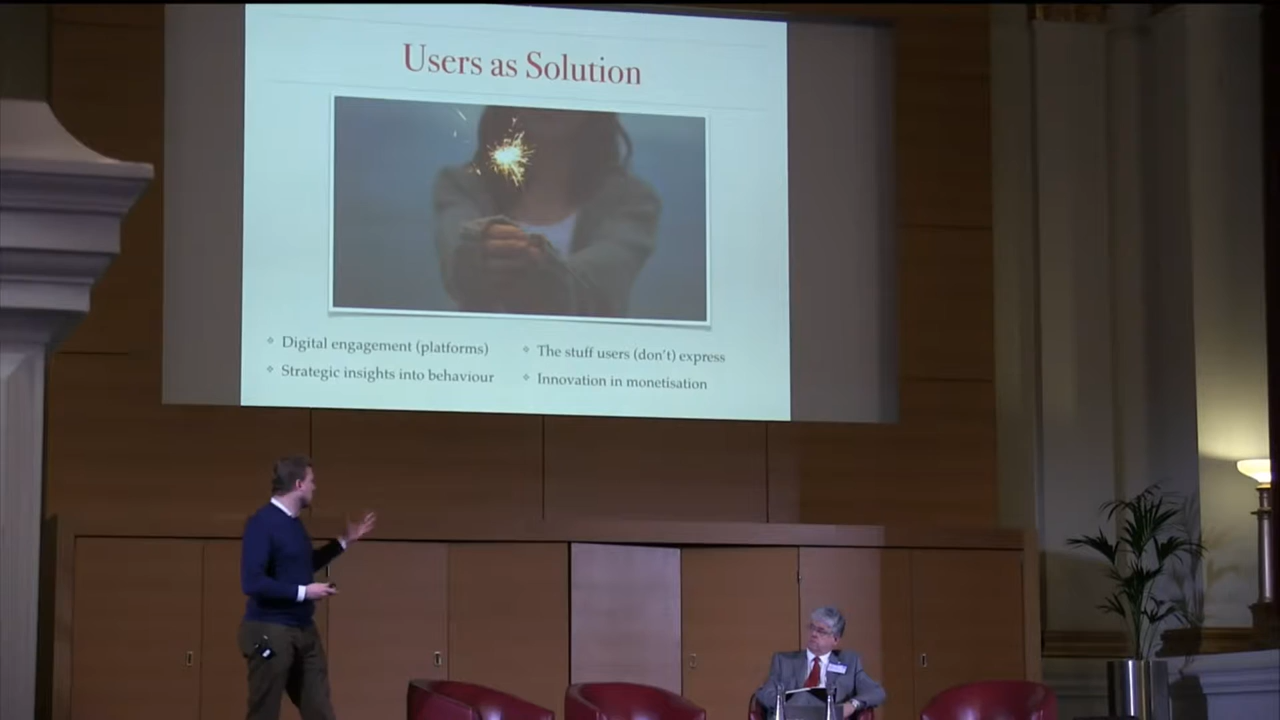 Users as Solution
Digital engagement (platforms)
Strategic insights into behaviour
The stuff users (don't) express
Innovation in monetisation